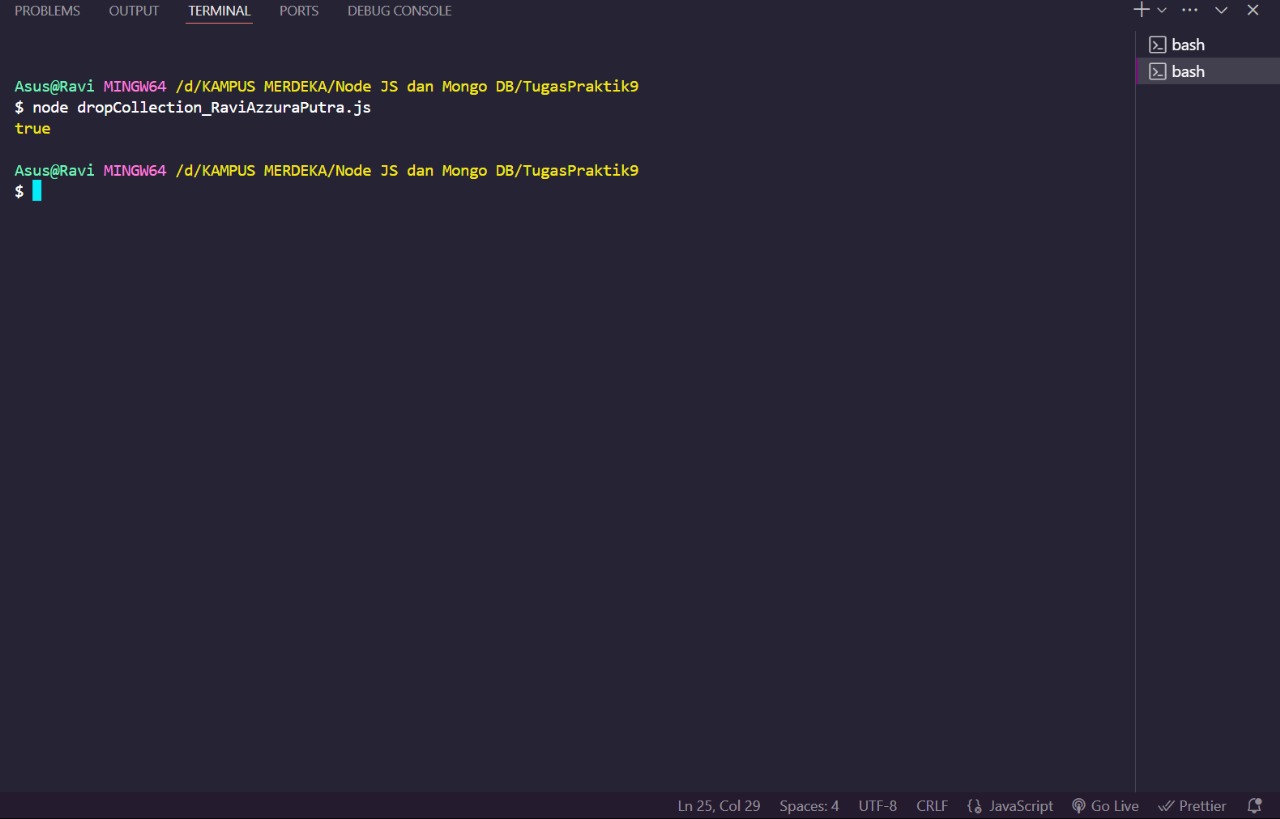 PROBLEMS OUTPUT TERMINAL PORTS DEBUG CONSOLE
bash
bash
Asus@Ravi MINGW64 /d/KAMPUS MERDEKA/Node JS dan Mongo DB/TugasPraktik9
$ node dropCollection_RaviAzzuraPutra.js
true
Asus@Ravi MINGW64 /d/KAMPUS MERDEKA/Node JS dan Mongo DB/TugasPraktik9
$
Ln 25, Col 29 Spaces: 4 UTF-8 CRLF JavaScript Go Live Prettier